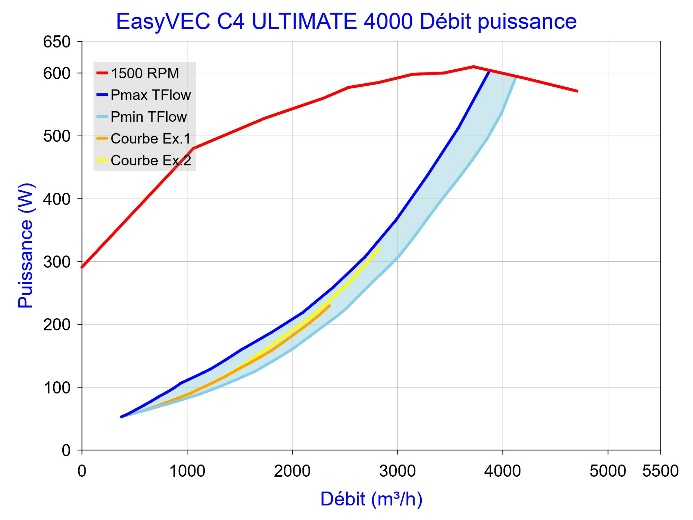 EasyVEC C4 ULTIMATE 4000 Débit puissance
650
600
500
400
300
200
100
0
Puissance (W)
1500 RPM
Pmax TFlow
Pmin TFlow
Courbe Ex.1
Courbe Ex.2
0 1000 2000 3000 4000 5000 5500
Débit (m³/h)